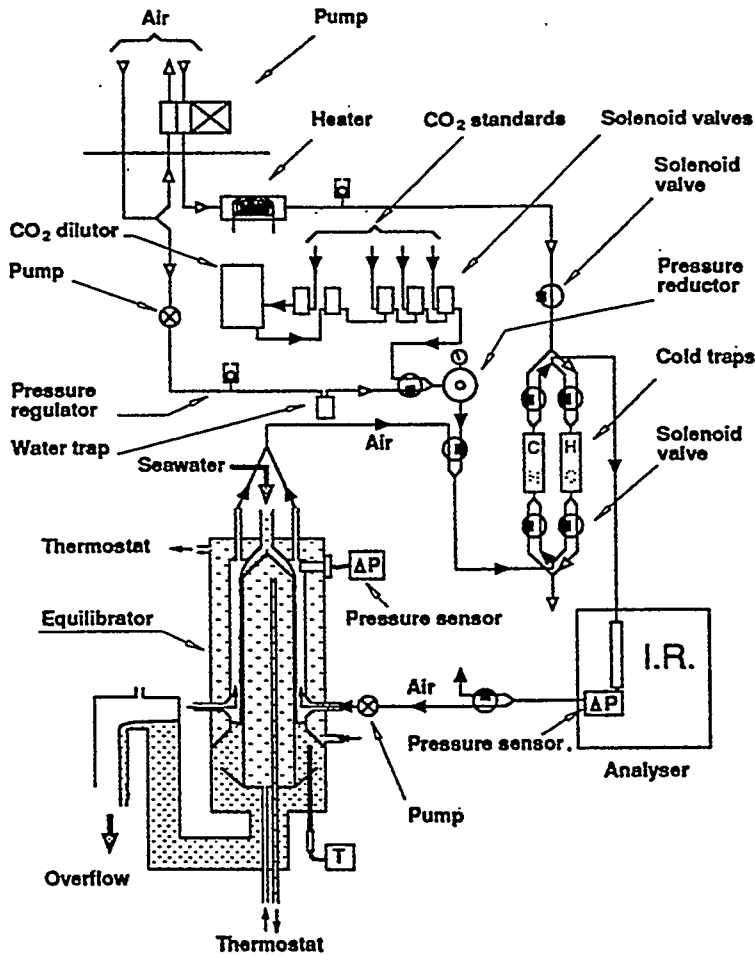 Air
Pump
Heater
CO2 standards
Solenoid valves
Solenoid
valve
CO2 dilutor
Pump
Pressure
reductor
Pressure
regulator
Cold traps
Water trap
Air
Solenoid
valve
Seawater
C
H
Thermostat
ΔP
Pressure sensor
Equilibrator
I.R.
Air
ΔP
Pressure sensor
Analyser
Pump
T
Overflow
Thermostat